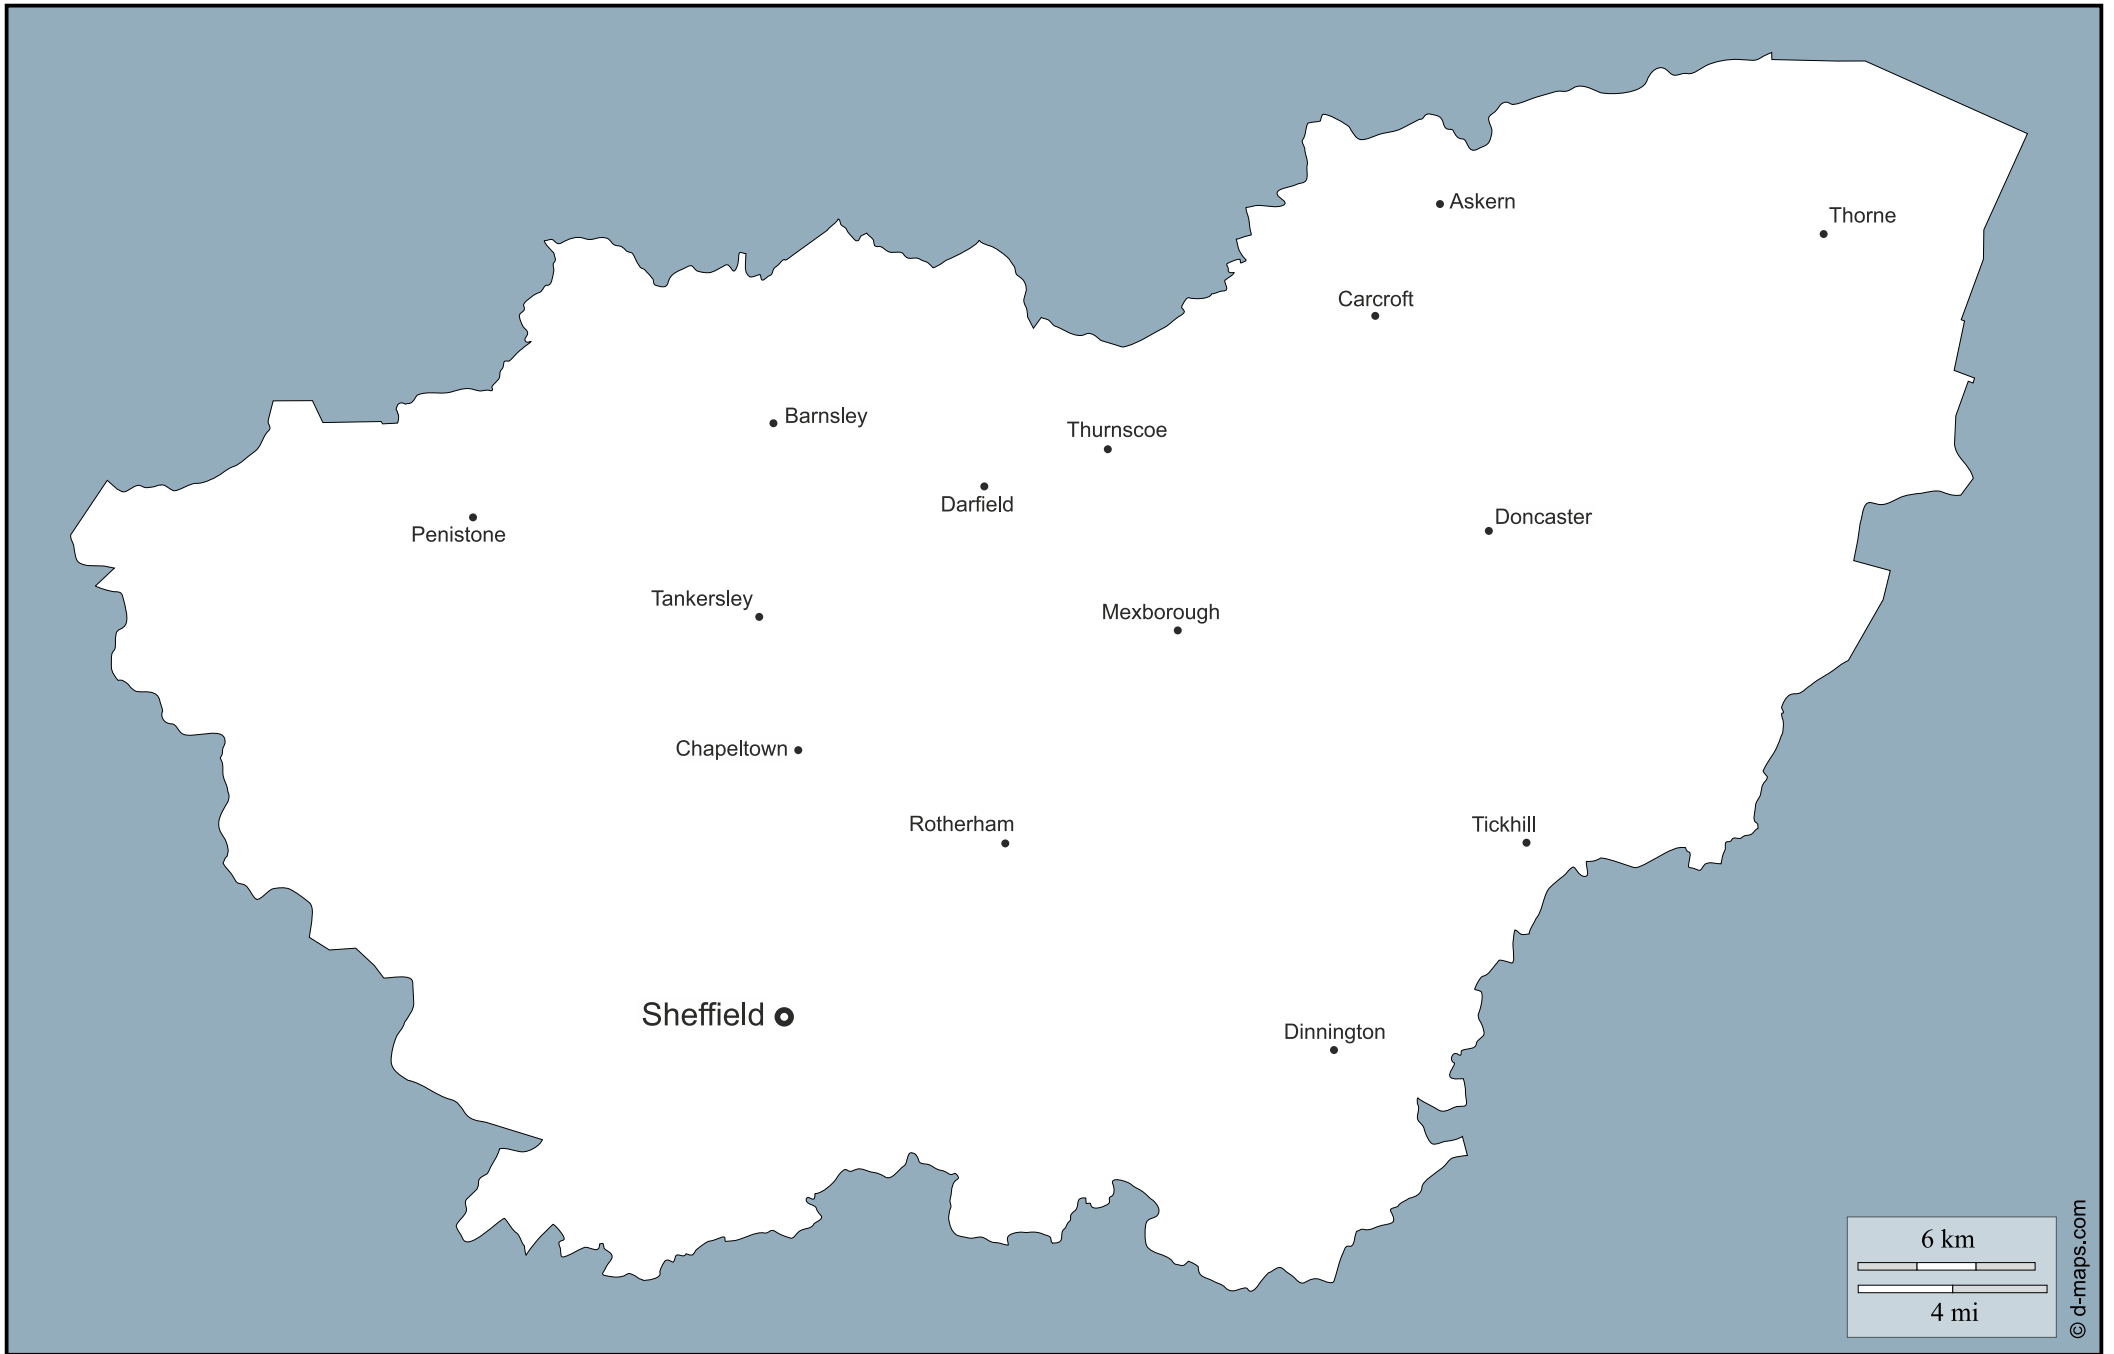 Askern
Thorne
Carcroft
Barnsley
Thurnscoe
Darfield
Doncaster
Penistone
Tankersley
Mexborough
Chapeltown
Rotherham
Tickhill
Sheffield
Dinnington
6 km
4 mi
© d-maps.com